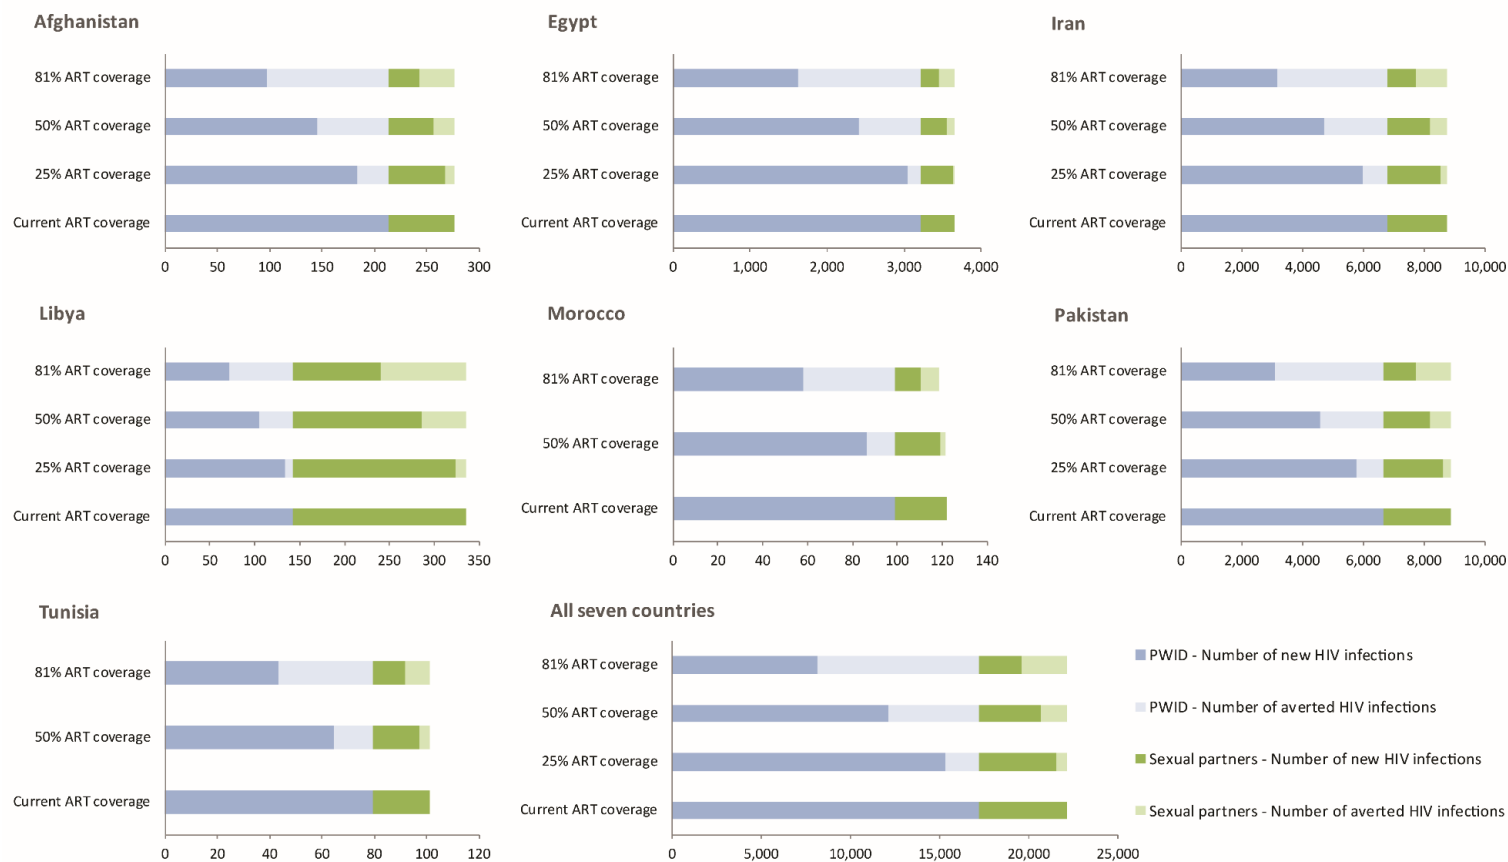 Afghanistan
81% ART coverage
50% ART coverage
25% ART coverage
Current ART coverage
0 50 100 150 200 250 300
Egypt
81% ART coverage
50% ART coverage
25% ART coverage
Current ART coverage
0 1,000 2,000 3,000 4,000
Iran
81% ART coverage
50% ART coverage
25% ART coverage
Current ART coverage
0 2,000 4,000 6,000 8,000 10,000
Libya
81% ART coverage
50% ART coverage
25% ART coverage
Current ART coverage
0 50 100 150 200 250 300 350
Morocco
81% ART coverage
50% ART coverage
Current ART coverage
0 20 40 60 80 100 120 140
Pakistan
81% ART coverage
50% ART coverage
25% ART coverage
Current ART coverage
0 2,000 4,000 6,000 8,000 10,000
Tunisia
81% ART coverage
50% ART coverage
Current ART coverage
0 20 40 60 80 100 120
All seven countries
81% ART coverage
50% ART coverage
25% ART coverage
Current ART coverage
0 5,000 10,000 15,000 20,000 25,000
PWID - Number of new HIV infections
PWID - Number of averted HIV infections
Sexual partners - Number of new HIV infections
Sexual partners - Number of averted HIV infections